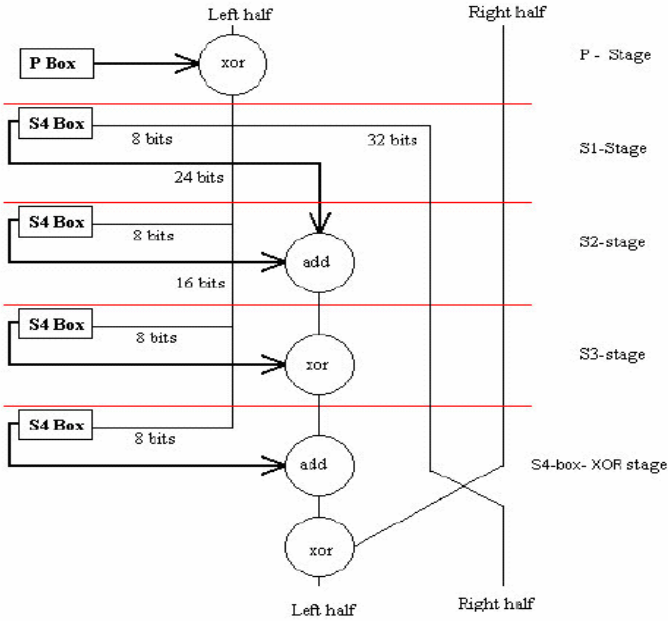 Left half
Right half
P Box
xor
P - Stage
S4 Box
8 bits
32 bits
S1-Stage
24 bits
S4 Box
8 bits
S2-stage
add
16 bits
S4 Box
8 bits
S3-stage
xor
S4 Box
8 bits
add
S4-box- XOR stage
xor
Left half
Right half